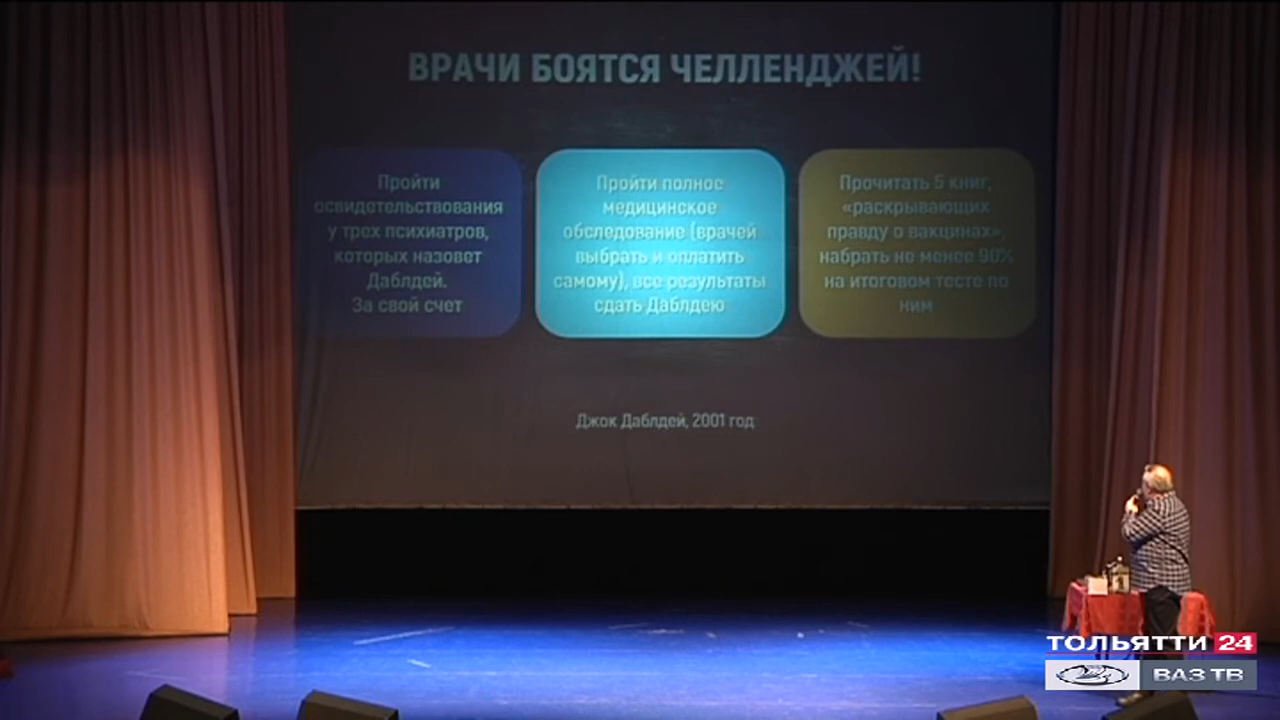 ВРАЧИ БОЯТСЯ ЧЕЛЛЕНДЖЕЙ!
Пройти
освидетельствования
у трех психиатров,
которых назовет
Даблдей.
За свой счет
Пройти полное
медицинское
обследование (врачей
выбрать и оплатить
самому), все результаты
сдать Даблдею
Прочитать 5 книг,
«раскрывающих
правду о вакцинах»,
набрать не менее 90%
на итоговом тесте по
ним
Джок Даблдей, 2001 год
ТОЛЬЯТТИ 24
ВАЗ ТВ